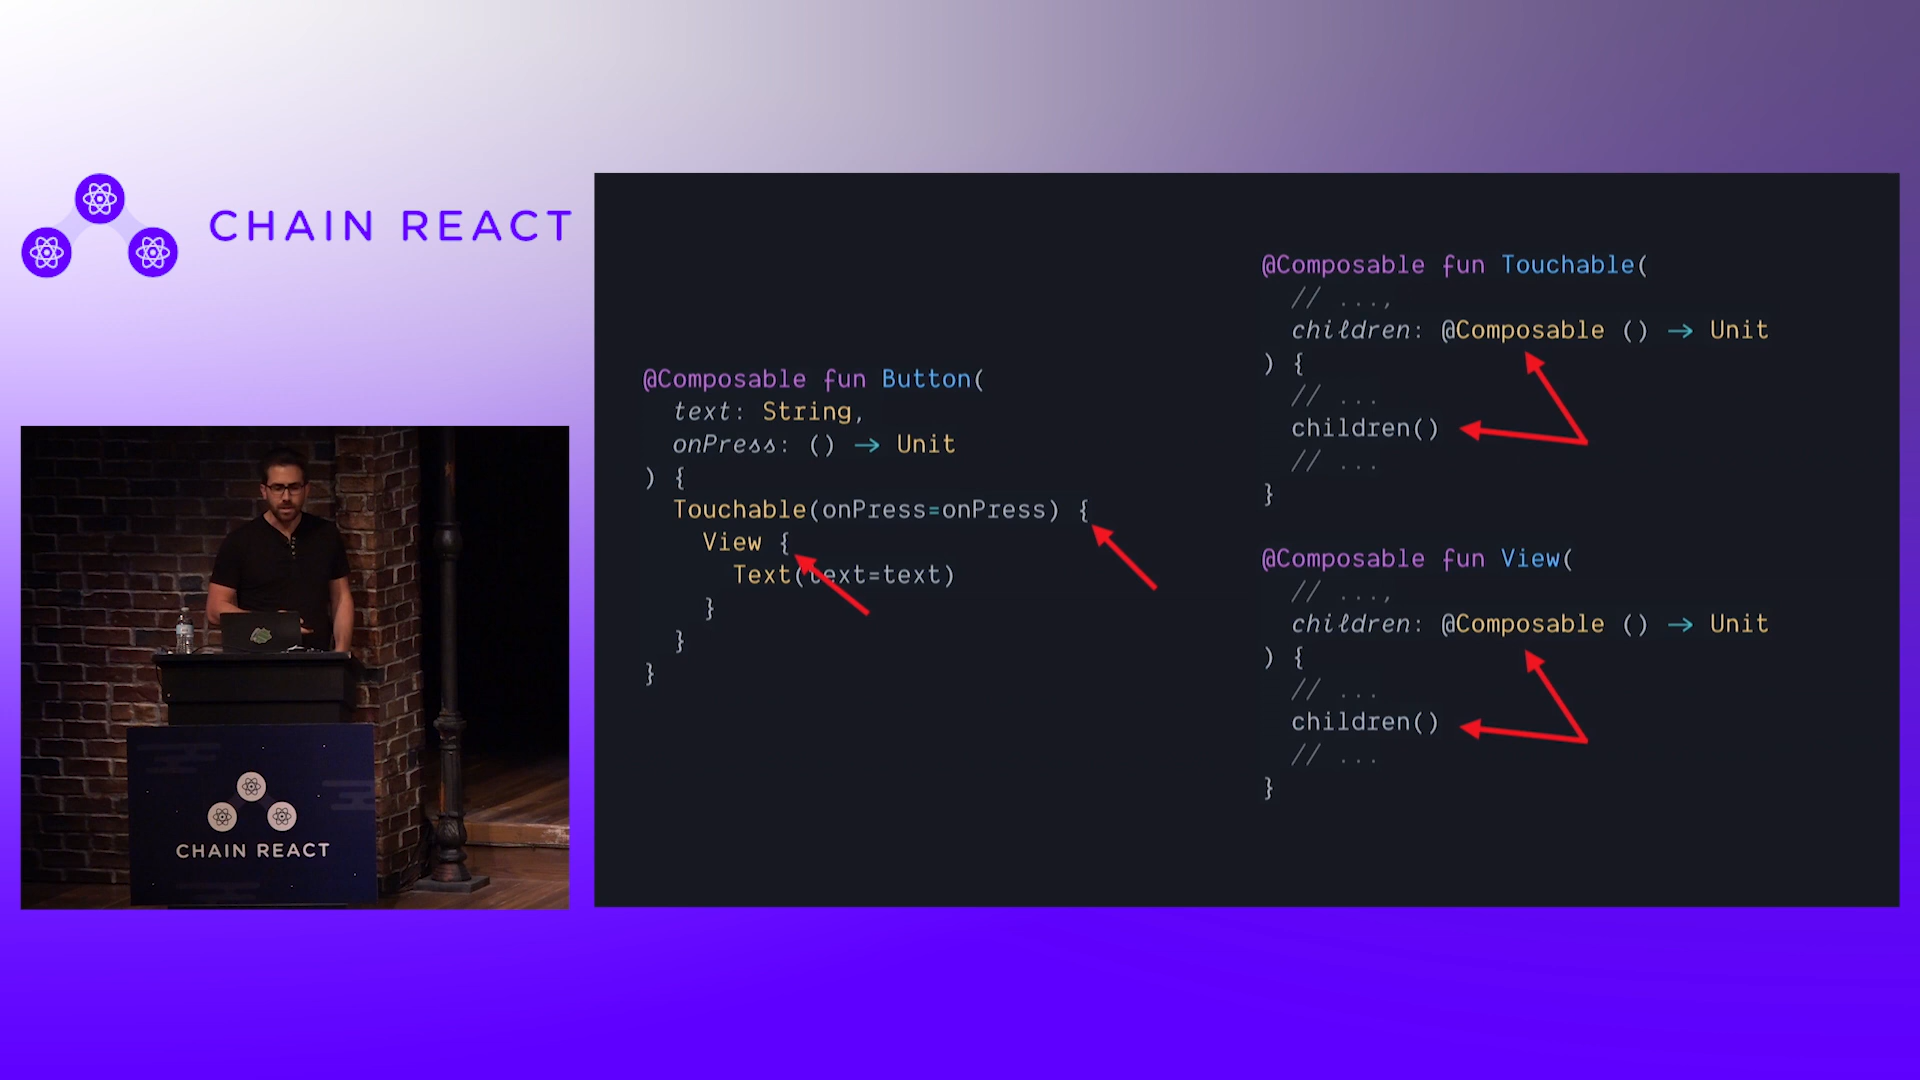 CHAIN REACT
@Composable fun Button(
text: String,
onPress: () → Unit
) {
Touchable(onPress=onPress) {
View {
Text(text=text)
}
}
}
@Composable fun Touchable(
// ...,
children: @Composable () → Unit
) {
// ...
children()
// ...
}
@Composable fun View(
// ...,
children: @Composable () → Unit
) {
// ...
children()
// ...
}
CHAIN REACT